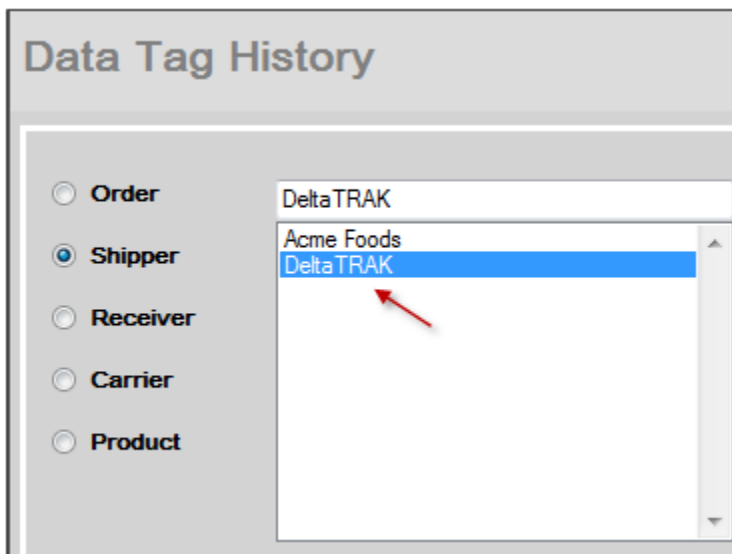 Data Tag History
Order
DeltaTRAK
Acme Foods
Shipper
DeltaTRAK
Receiver
Carrier
Product